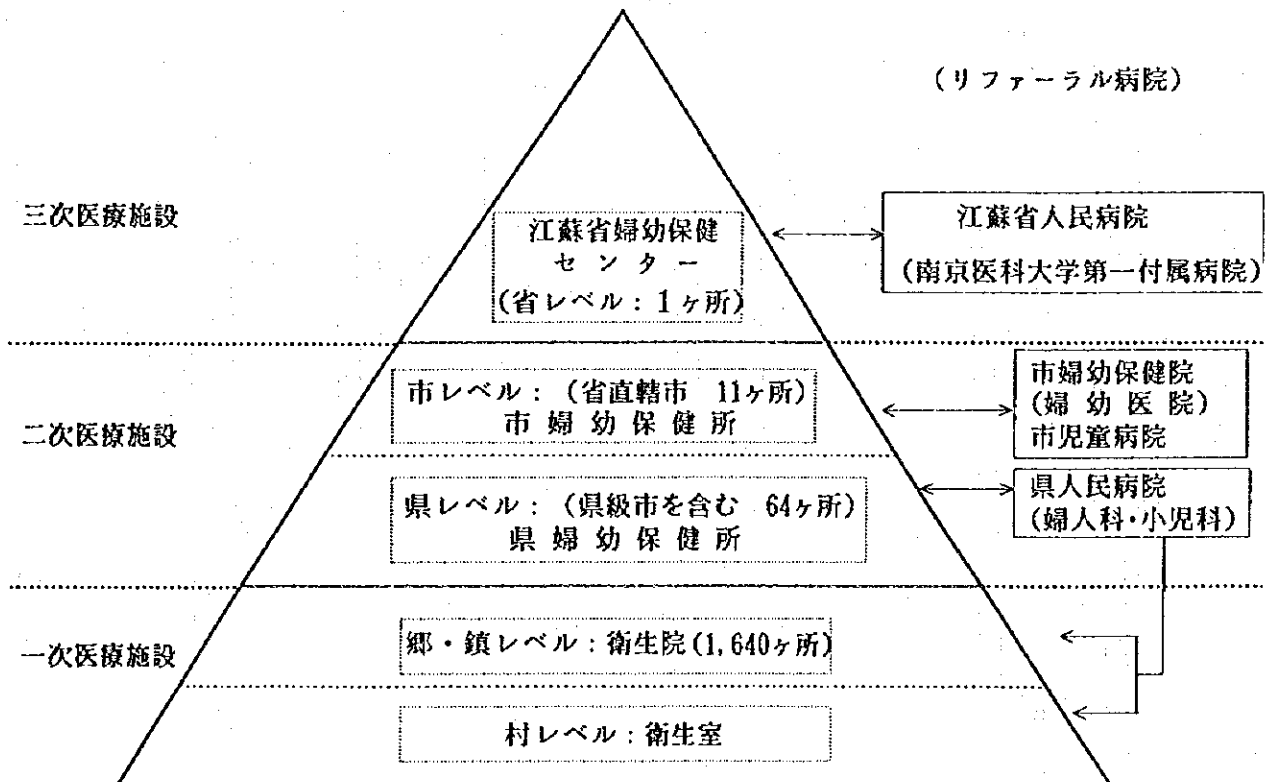 (リファーラル病院)
三次医療施設
江蘇省婦幼保健
センター
(省レベル：1ヶ所)
江蘇省人民病院
(南京医科大学第一付属病院)
二次医療施設
市レベル：(省直轄市 11ヶ所)
市婦幼保健所
市婦幼保健院
(婦幼医院)
市児童病院
県レベル：(県級市を含む 64ヶ所)
県婦幼保健所
県人民病院
(婦人科・小児科)
一次医療施設
郷・鎮レベル：衛生院(1,640ヶ所)
村レベル：衛生室